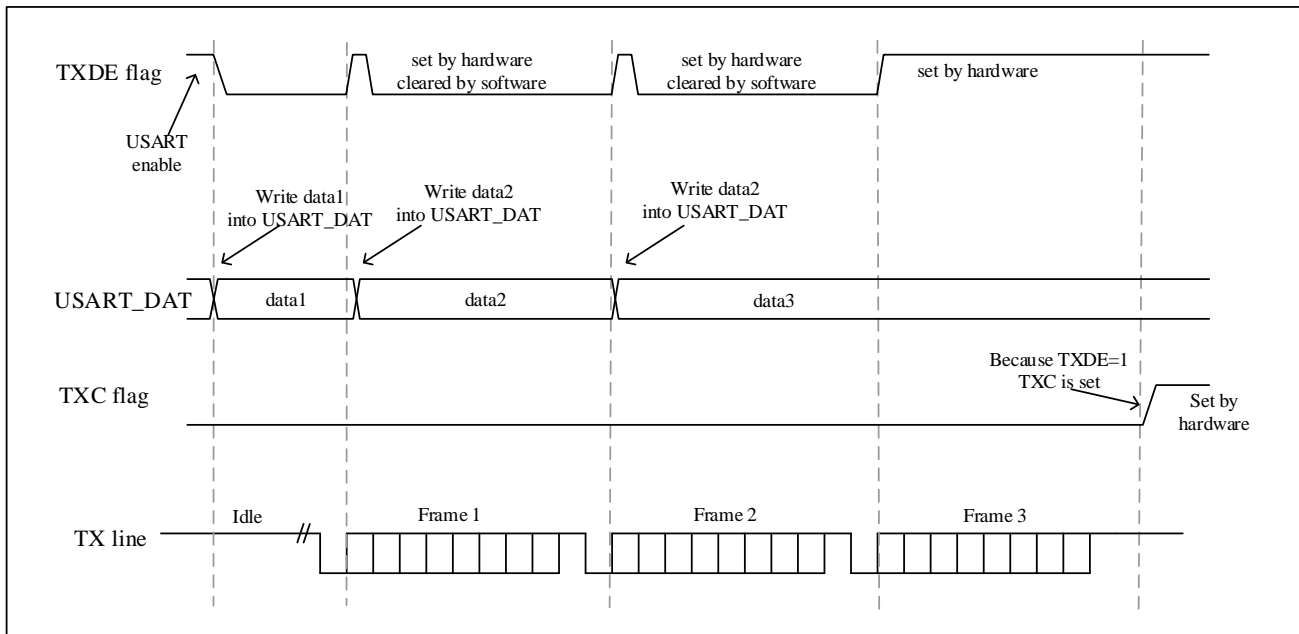 TXDE flag
set by hardware
cleared by software
set by hardware
cleared by software
set by hardware
USART
enable
Write data1
into USART_DAT
Write data2
into USART_DAT
Write data2
into USART_DAT
USART_DAT
data1
data2
data3
Because TXDE=1
TXC is set
TXC flag
Set by
hardware
Idle
Frame 1
Frame 2
Frame 3
TX line